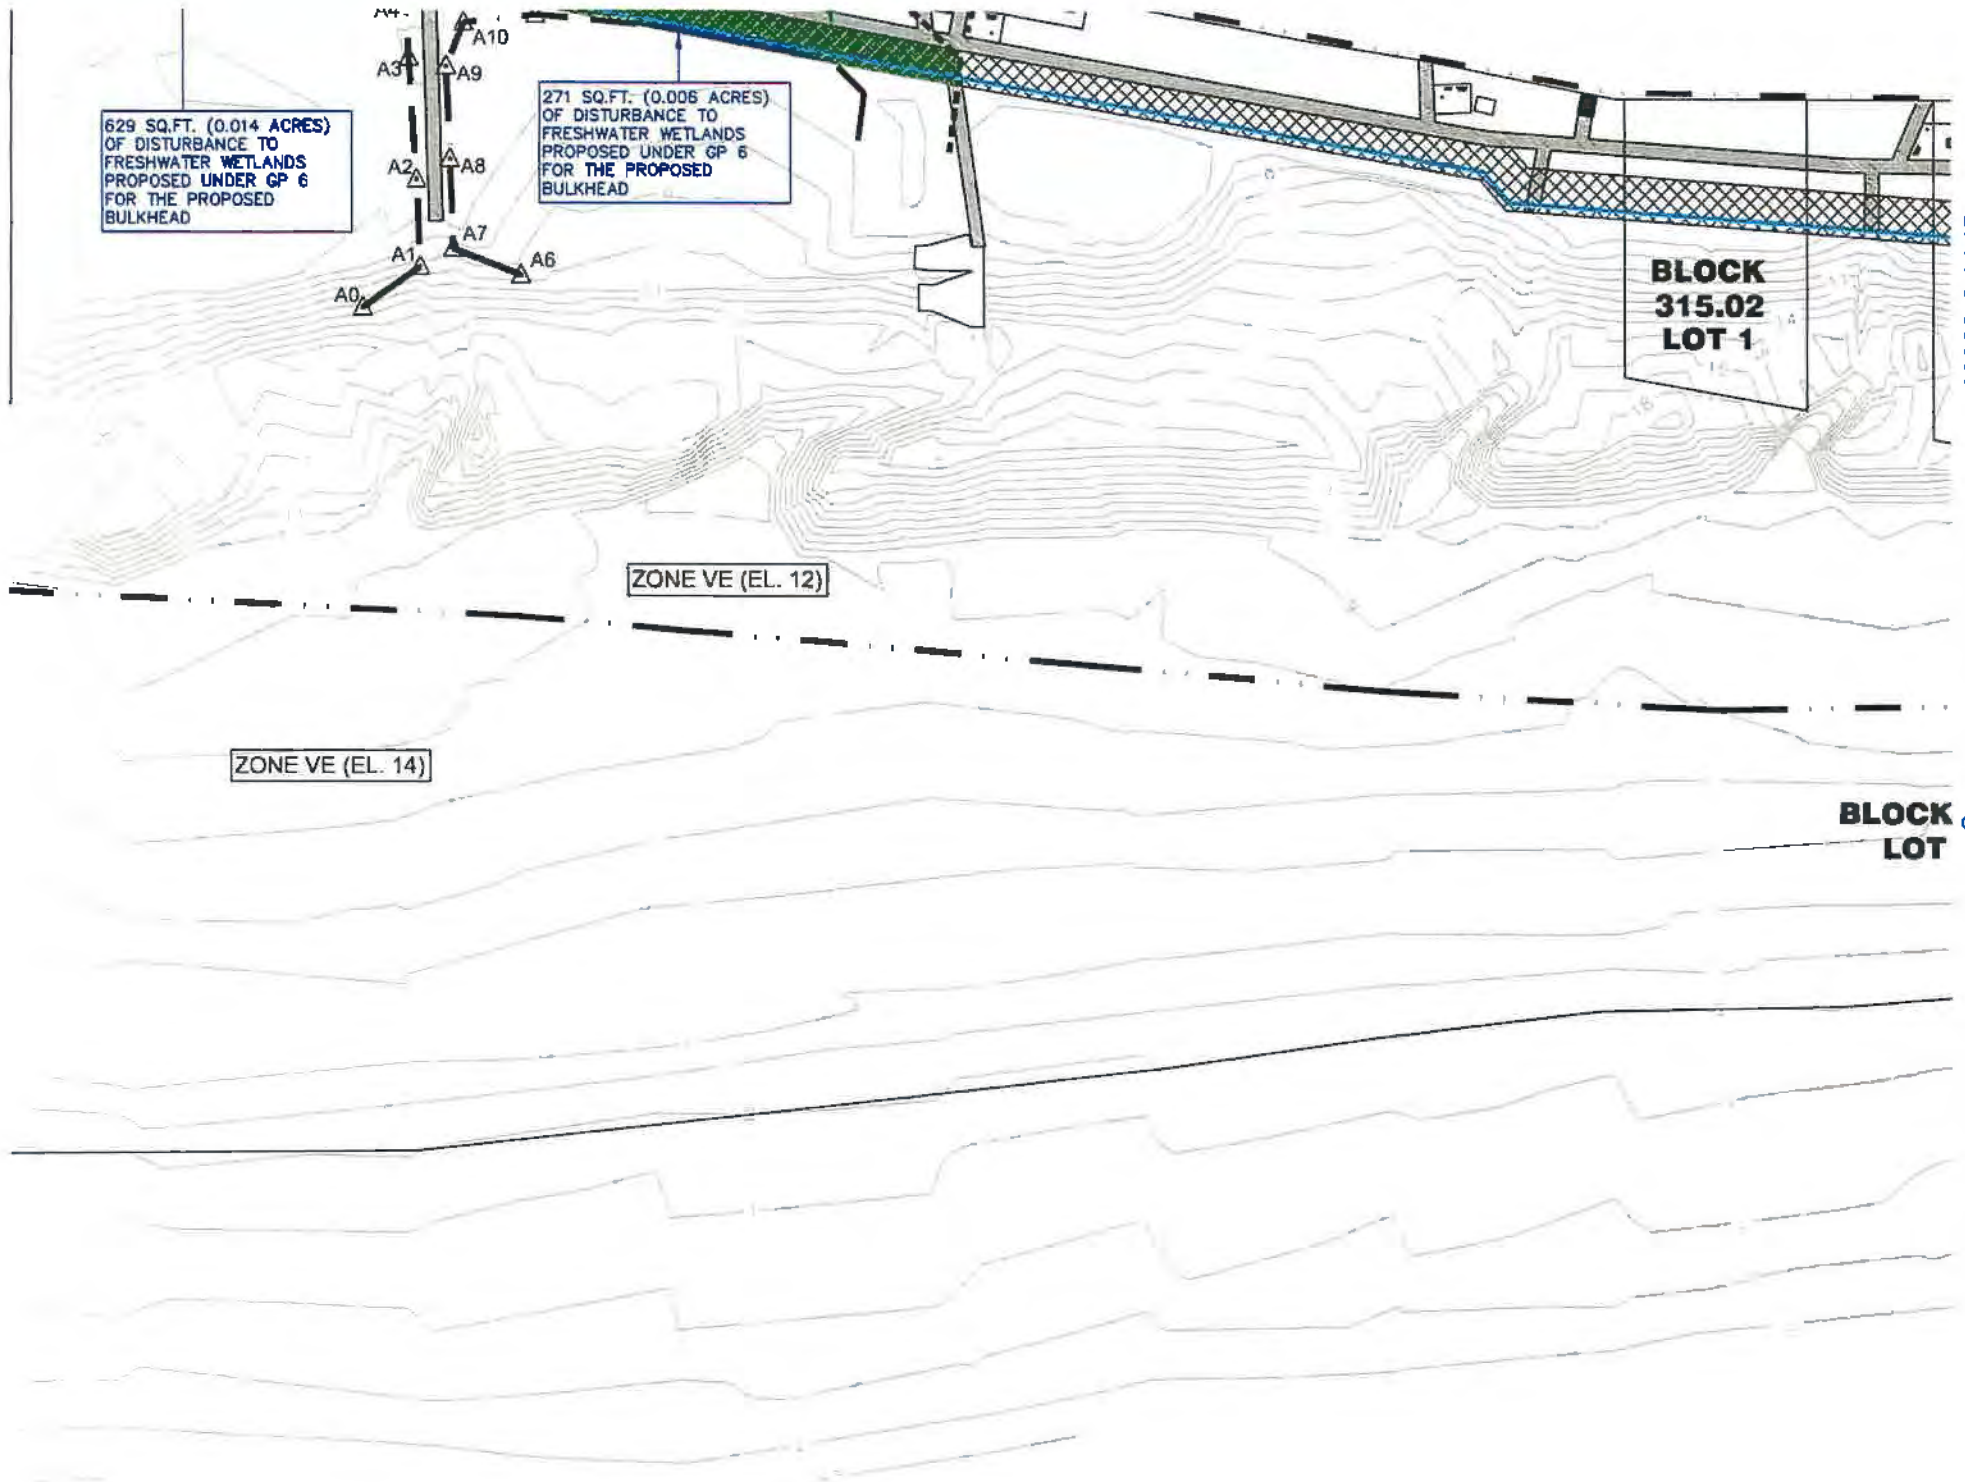 A4
A10
A3
A9
629 SQ.FT. (0.014 ACRES)
OF DISTURBANCE TO
FRESHWATER WETLANDS
PROPOSED UNDER GP 6
FOR THE PROPOSED
BULKHEAD
271 SQ.FT. (0.006 ACRES)
OF DISTURBANCE TO
FRESHWATER WETLANDS
PROPOSED UNDER GP 6
FOR THE PROPOSED
BULKHEAD
A2
A8
A1
A7
A6
A0
BLOCK
315.02
LOT 1
ZONE VE (EL. 12)
ZONE VE (EL. 14)
BLOCK
LOT